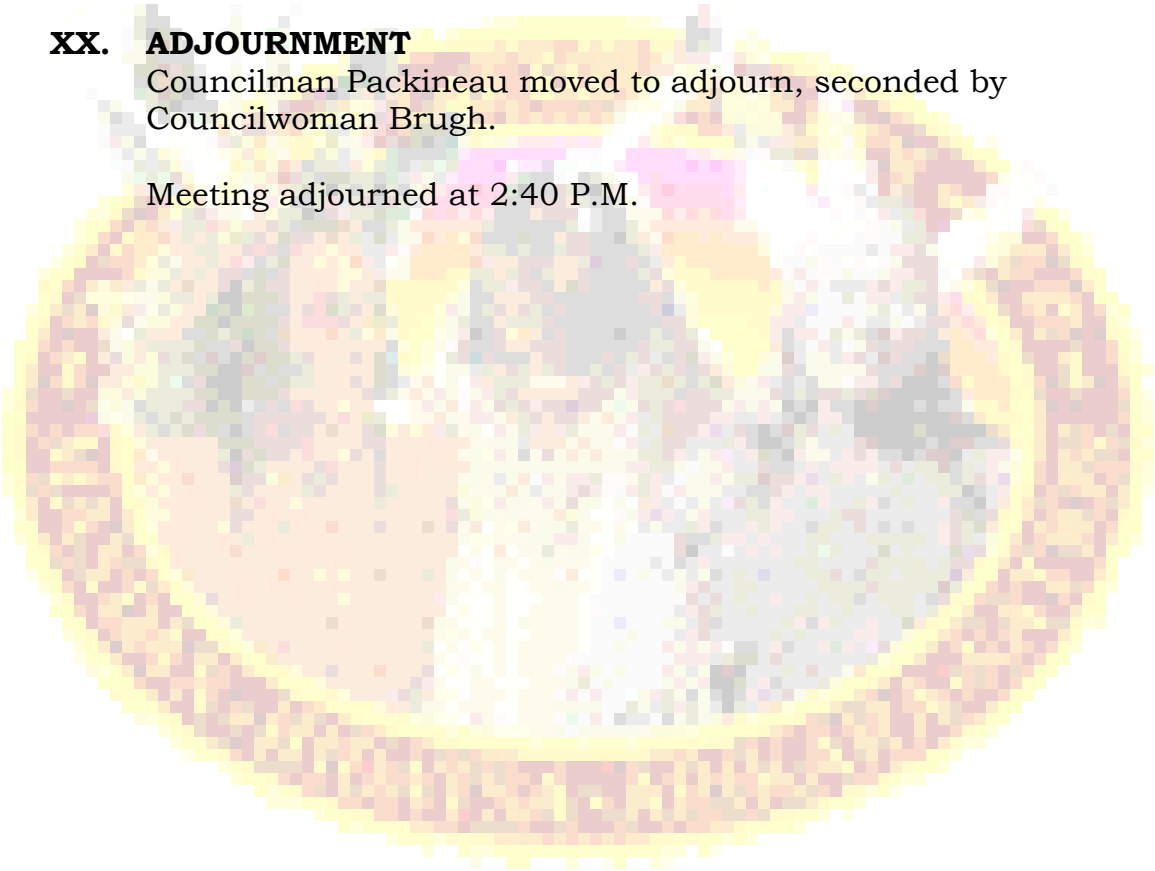 XX. ADJOURNMENT
Councilman Packineau moved to adjourn, seconded by
Councilwoman Brugh.
Meeting adjourned at 2:40 P.M.